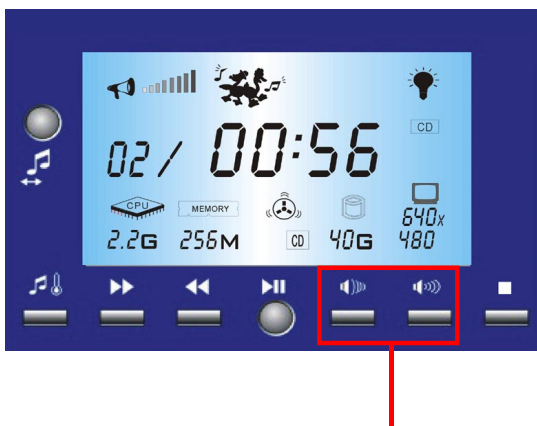 CD
02/ 00:56
CPU MEMORY
640x
2.2G 256M CD 40G 480